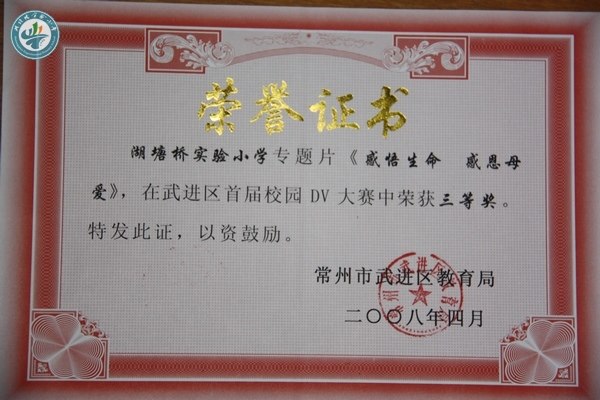 荣誉证书
湖塘桥实验小学专题片《感悟生命 感恩母
爱》，在武进区首届校园DV大赛中荣获三等奖。
特发此证，以资鼓励。
常州市武进区教育局
二〇〇八年四月